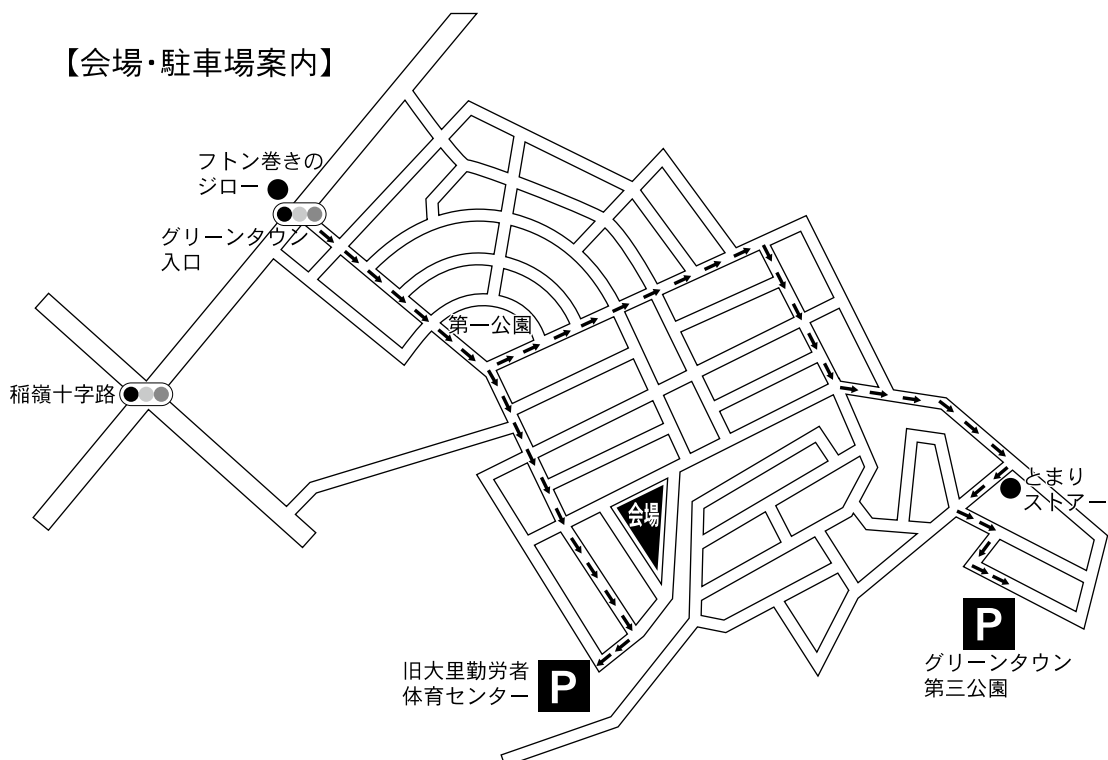 【会場・駐車場案内】
フトン巻きの
ジロー
グリーンタウン
入口
第一公園
稲嶺十字路
とまり
ストアー
会場
P
グリーンタウン
第三公園
旧大里勤労者
体育センター
P